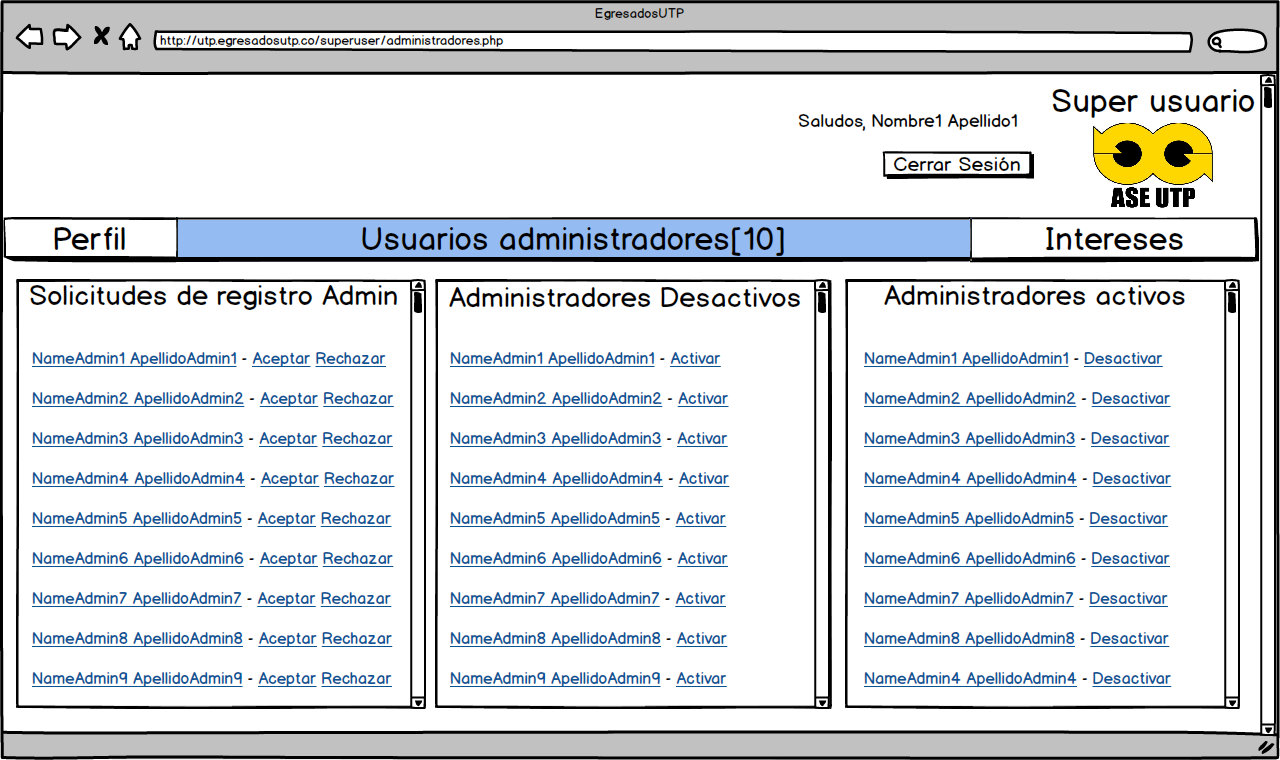 EgresadosUTP
http://utp.egresadosutp.co/superuser/administradores.php
Super usuario
Saludos, Nombre1 Apellido1
Cerrar Sesión
ASE UTP
Perfil
Usuarios administradores[10]
Intereses
Solicitudes de registro Admin
NameAdmin1 ApellidoAdmin1 - Aceptar Rechazar
NameAdmin2 ApellidoAdmin2 - Aceptar Rechazar
NameAdmin3 ApellidoAdmin3 - Aceptar Rechazar
NameAdmin4 ApellidoAdmin4 - Aceptar Rechazar
NameAdmin5 ApellidoAdmin5 - Aceptar Rechazar
NameAdmin6 ApellidoAdmin6 - Aceptar Rechazar
NameAdmin7 ApellidoAdmin7 - Aceptar Rechazar
NameAdmin8 ApellidoAdmin8 - Aceptar Rechazar
NameAdmin9 ApellidoAdmin9 - Aceptar Rechazar
Administradores Desactivos
NameAdmin1 ApellidoAdmin1 - Activar
NameAdmin2 ApellidoAdmin2 - Activar
NameAdmin3 ApellidoAdmin3 - Activar
NameAdmin4 ApellidoAdmin4 - Activar
NameAdmin5 ApellidoAdmin5 - Activar
NameAdmin6 ApellidoAdmin6 - Activar
NameAdmin7 ApellidoAdmin7 - Activar
NameAdmin8 ApellidoAdmin8 - Activar
NameAdmin9 ApellidoAdmin9 - Activar
Administradores activos
NameAdmin1 ApellidoAdmin1 - Desactivar
NameAdmin2 ApellidoAdmin2 - Desactivar
NameAdmin3 ApellidoAdmin3 - Desactivar
NameAdmin4 ApellidoAdmin4 - Desactivar
NameAdmin5 ApellidoAdmin5 - Desactivar
NameAdmin6 ApellidoAdmin6 - Desactivar
NameAdmin7 ApellidoAdmin7 - Desactivar
NameAdmin8 ApellidoAdmin8 - Desactivar
NameAdmin4 ApellidoAdmin4 - Desactivar